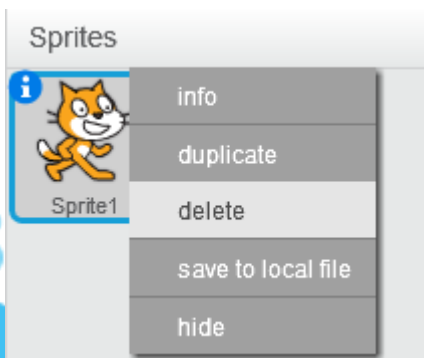 Sprites
i
Sprite1
info
duplicate
delete
save to local file
hide